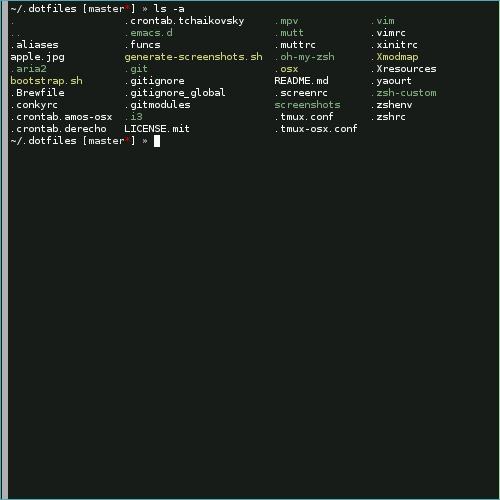 ~/.dotfiles [master*] » ls -a
. .crontab.tchaikovsky .mpv .vim
.. .emacs.d .mutt .vimrc
.aliases .funcs .muttrc .xinitrc
apple.jpg generate-screenshots.sh .oh-my-zsh .Xmodmap
.aria2 .git .osx .Xresources
bootstrap.sh .gitignore README.md .yaourt
.Brewfile .gitignore_global .screenrc .zsh-custom
.conkyrc .gitmodules screenshots .zshenv
.crontab.amos-osx .i3 .tmux.conf .zshrc
.crontab.derecho LICENSE.mit .tmux-osx.conf
~/.dotfiles [master*] »